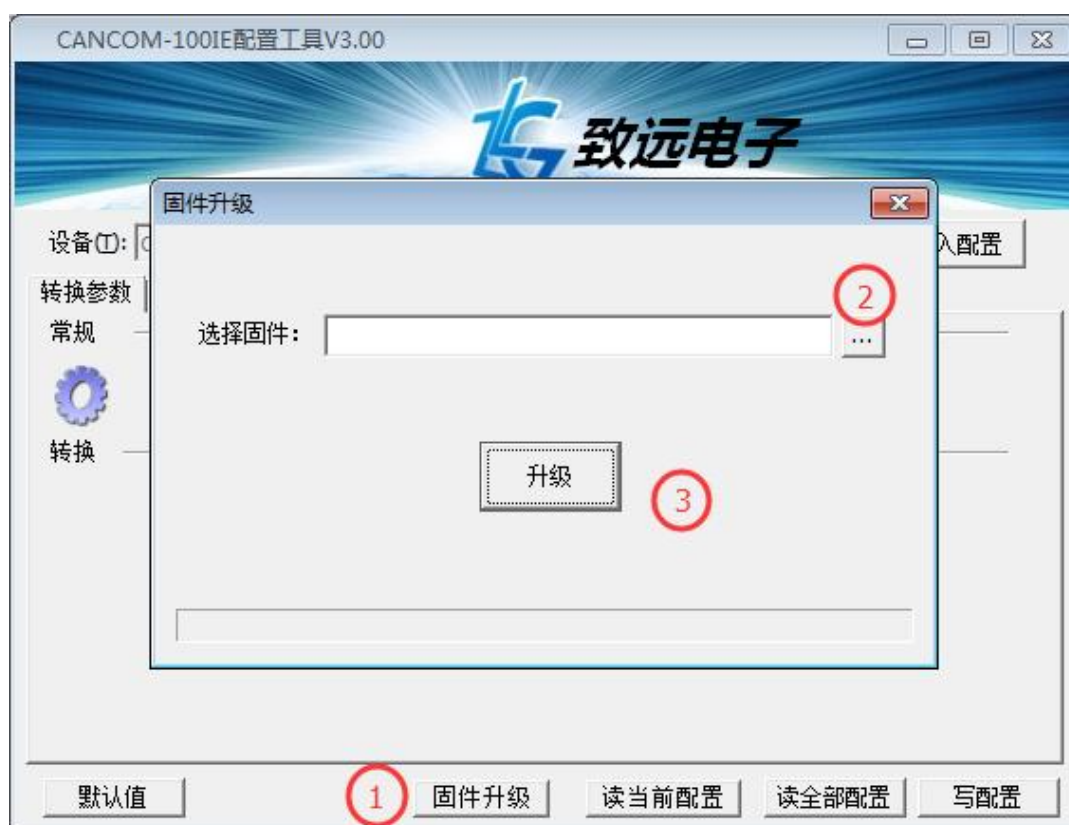 CANCOM-100IE配置工具V3.00
致远电子
固件升级
设备(T):
入配置
转换参数
2
常规
选择固件：
...
转换
升级
3
默认值
1
固件升级
读当前配置
读全部配置
写配置